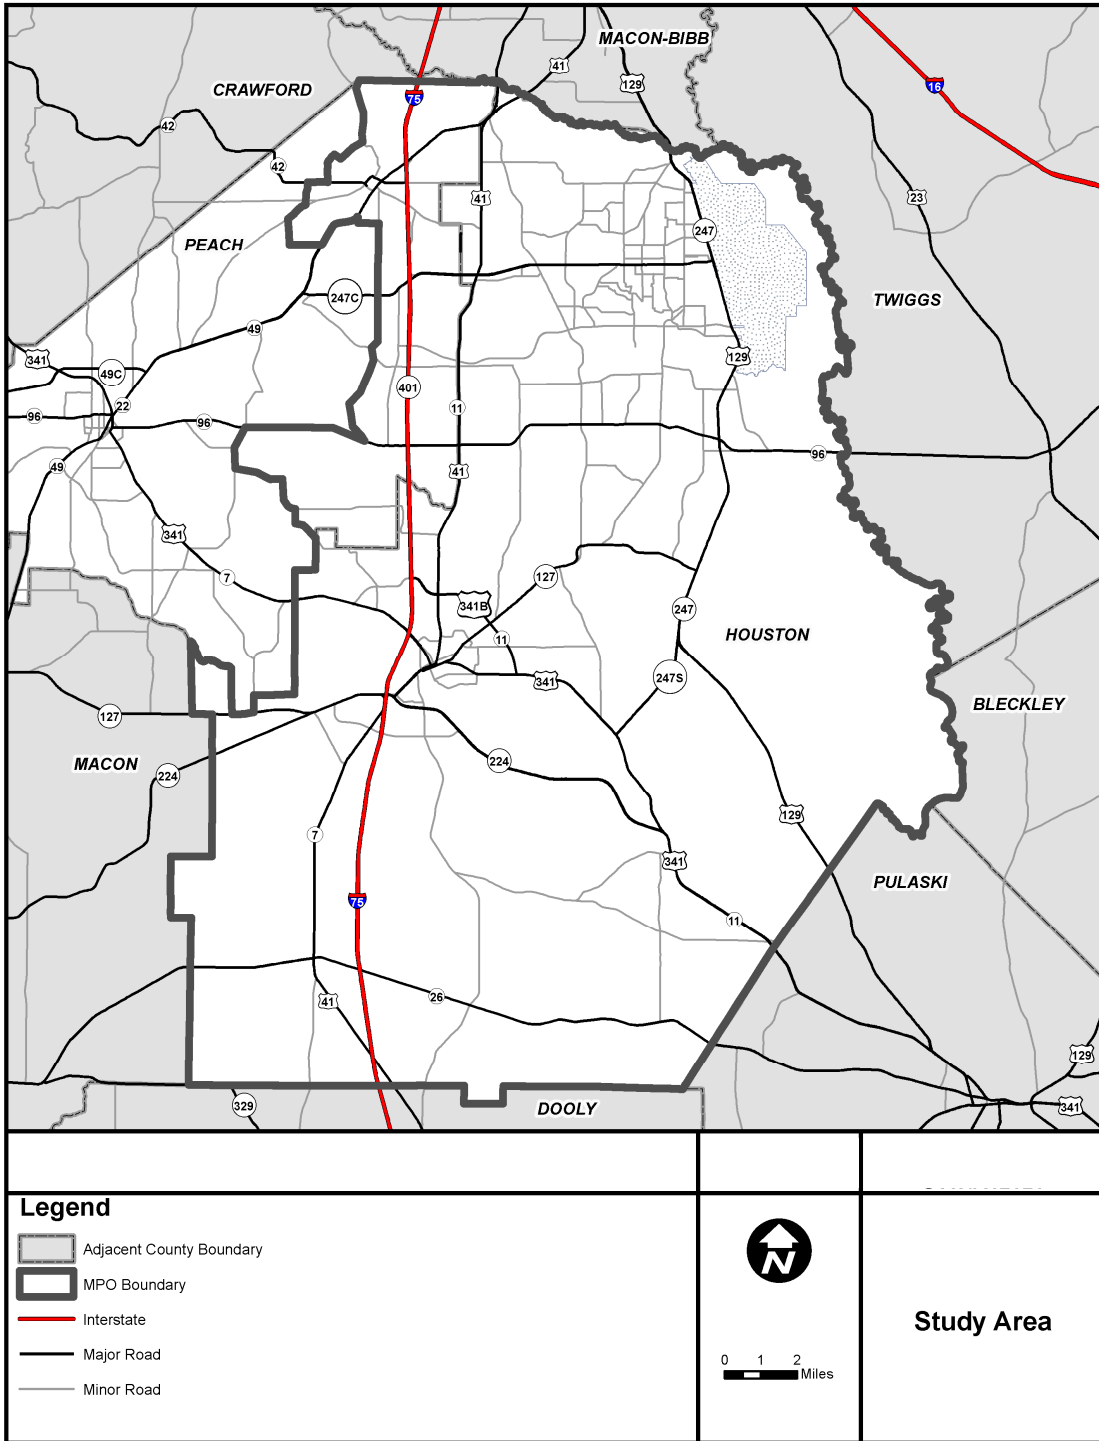 MACON-BIBB
41
129
CRAWFORD
75
16
42
42
41
23
PEACH
247
TWIGGS
247C
49
341
129
49C
401
22
11
96
96
96
49
41
341
7
127
341B
247
11
HOUSTON
341
247S
BLECKLEY
127
MACON
224
224
129
7
341
PULASKI
75
11
26
41
129
329
DOOLY
341
Legend
Adjacent County Boundary
MPO Boundary
Interstate
Major Road
Minor Road
N
0 1 2
Miles
Study Area